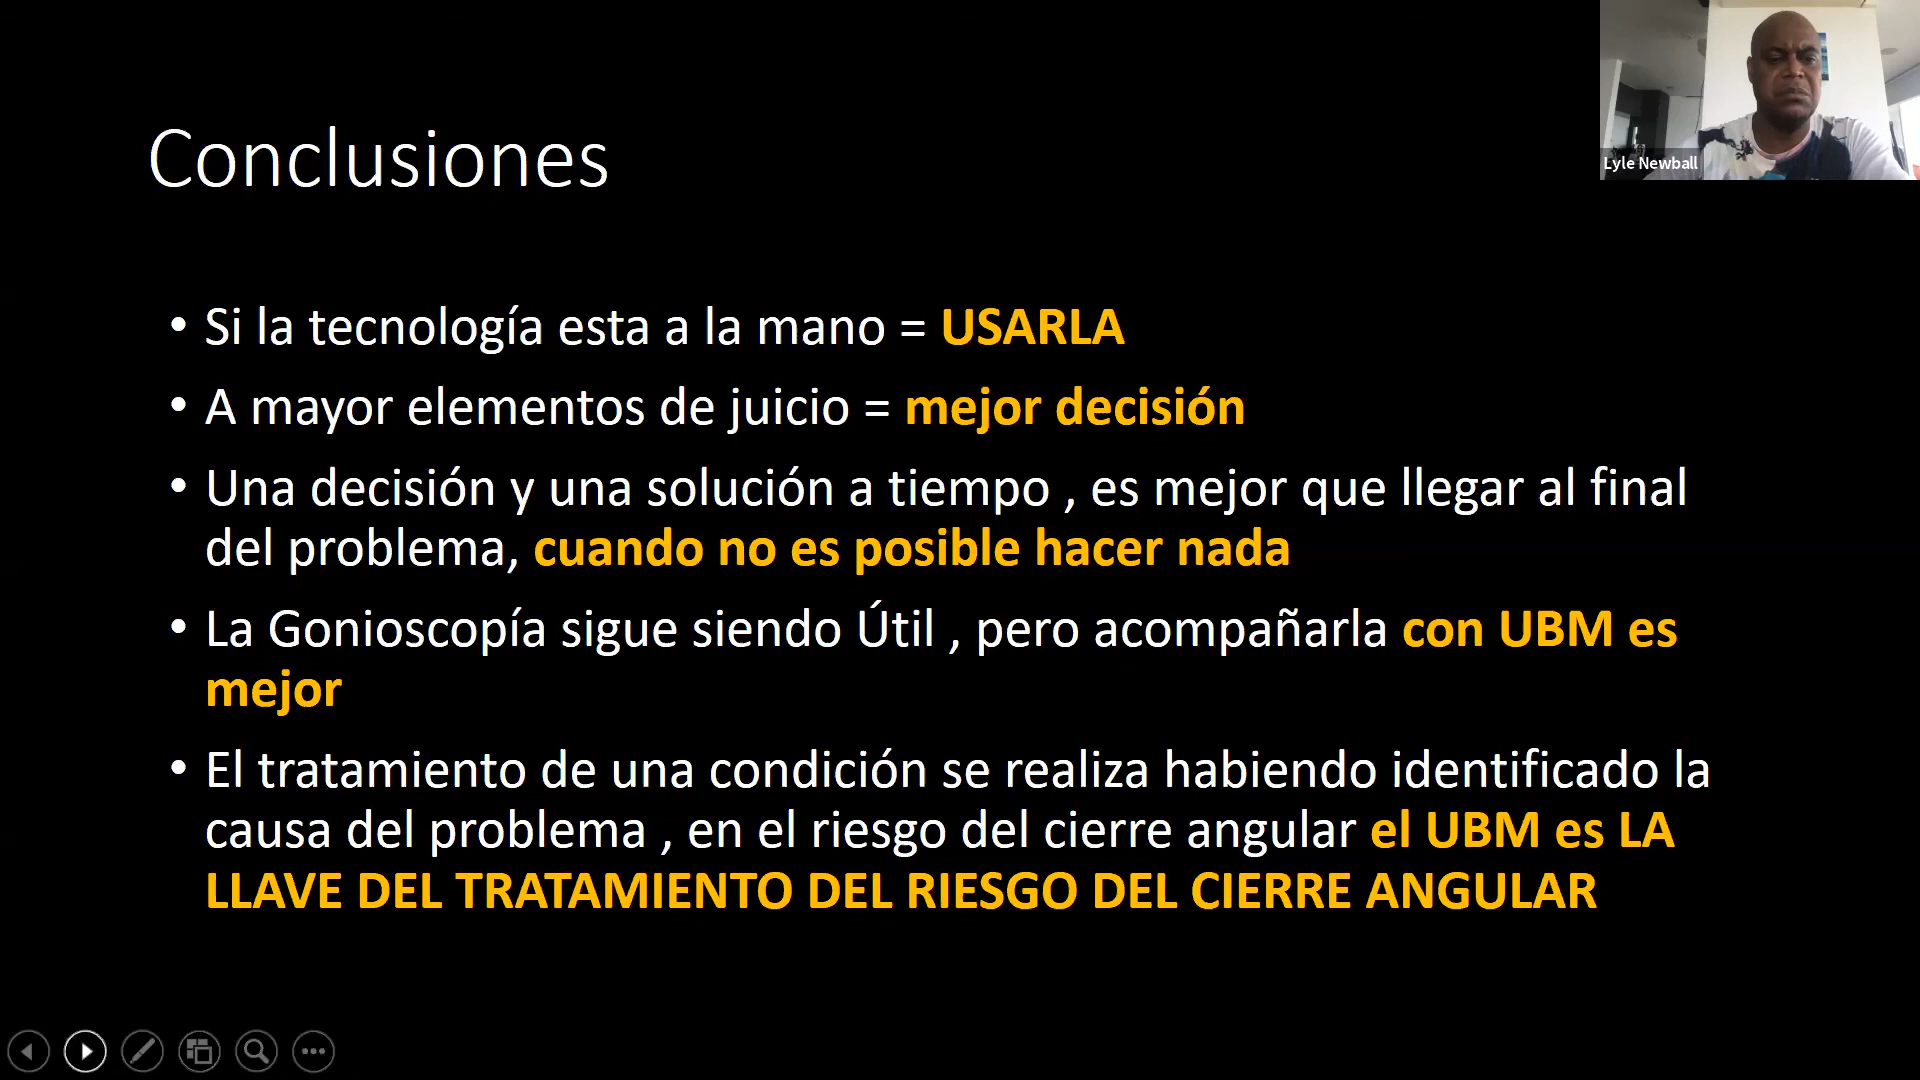 Lyle Newball
Conclusiones
• Si la tecnología esta a la mano = USARLA
• A mayor elementos de juicio = mejor decisión
• Una decisión y una solución a tiempo , es mejor que llegar al final
del problema, cuando no es posible hacer nada
• La Gonioscopía sigue siendo Útil , pero acompañarla con UBM es
mejor
• El tratamiento de una condición se realiza habiendo identificado la
causa del problema , en el riesgo del cierre angular el UBM es LA
LLAVE DEL TRATAMIENTO DEL RIESGO DEL CIERRE ANGULAR